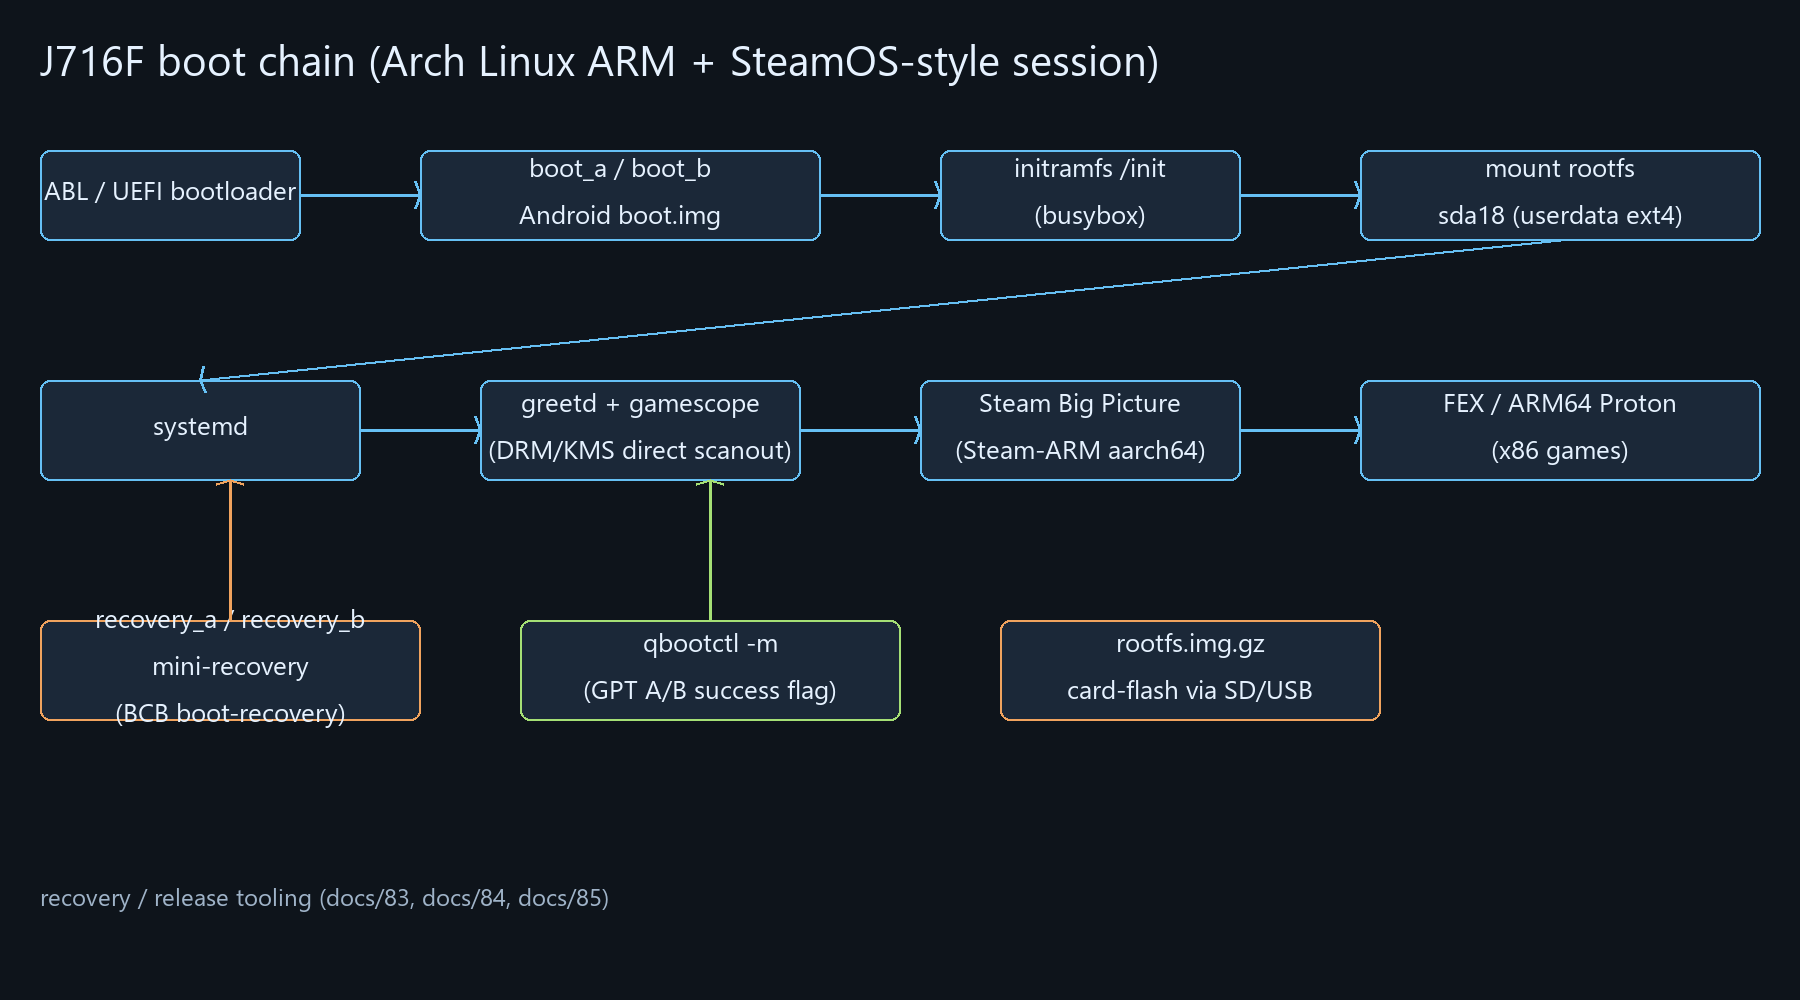 J716F boot chain (Arch Linux ARM + SteamOS-style session)
ABL / UEFI bootloader
boot_a / boot_b
Android boot.img
initramfs /init
(busybox)
mount rootfs
sda18 (userdata ext4)
systemd
greetd + gamescope
(DRM/KMS direct scanout)
Steam Big Picture
(Steam-ARM aarch64)
FEX / ARM64 Proton
(x86 games)
recovery_a / recovery_b
mini-recovery
(BCB boot-recovery)
qbootctl -m
(GPT A/B success flag)
rootfs.img.gz
card-flash via SD/USB
recovery / release tooling (docs/83, docs/84, docs/85)